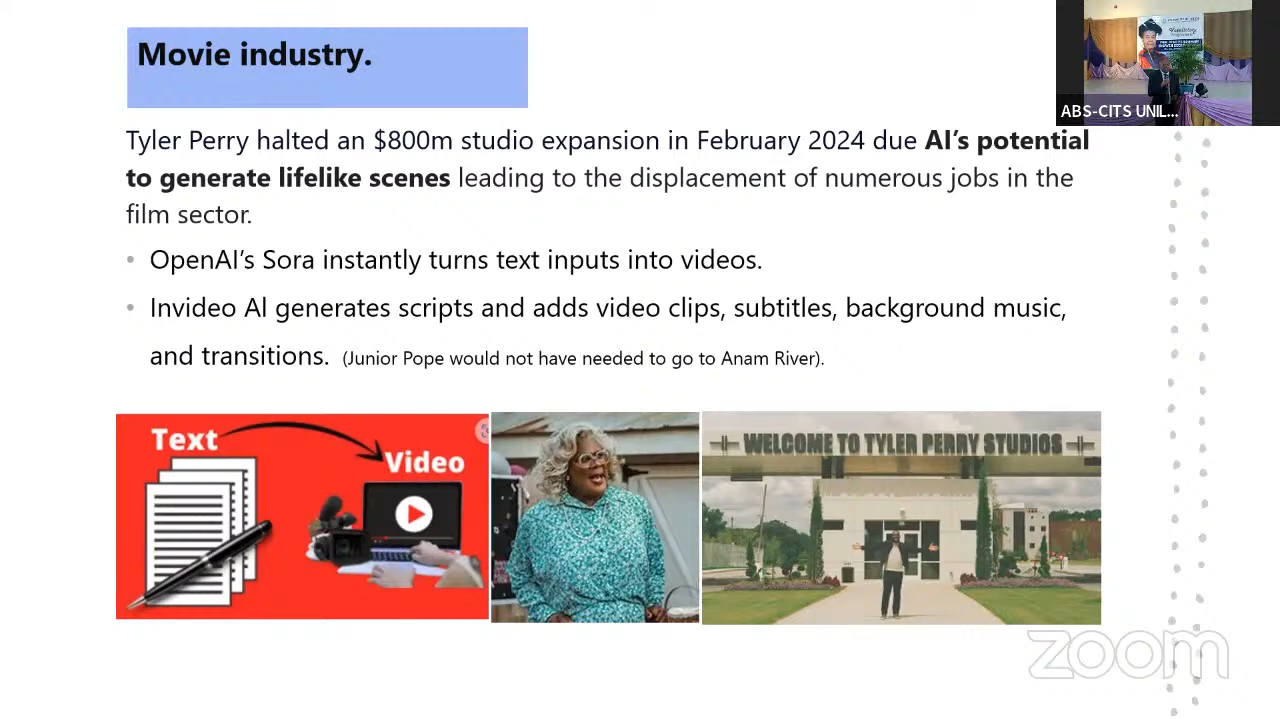 Movie industry.
ABS-CITS UNIL...
Tyler Perry halted an $800m studio expansion in February 2024 due AI’s potential
to generate lifelike scenes leading to the displacement of numerous jobs in the
film sector.
• OpenAI’s Sora instantly turns text inputs into videos.
• Invideo Al generates scripts and adds video clips, subtitles, background music,
and transitions. (Junior Pope would not have needed to go to Anam River).
Text
Video
WELCOME TO TYLER PERRY STUDIOS
zoom